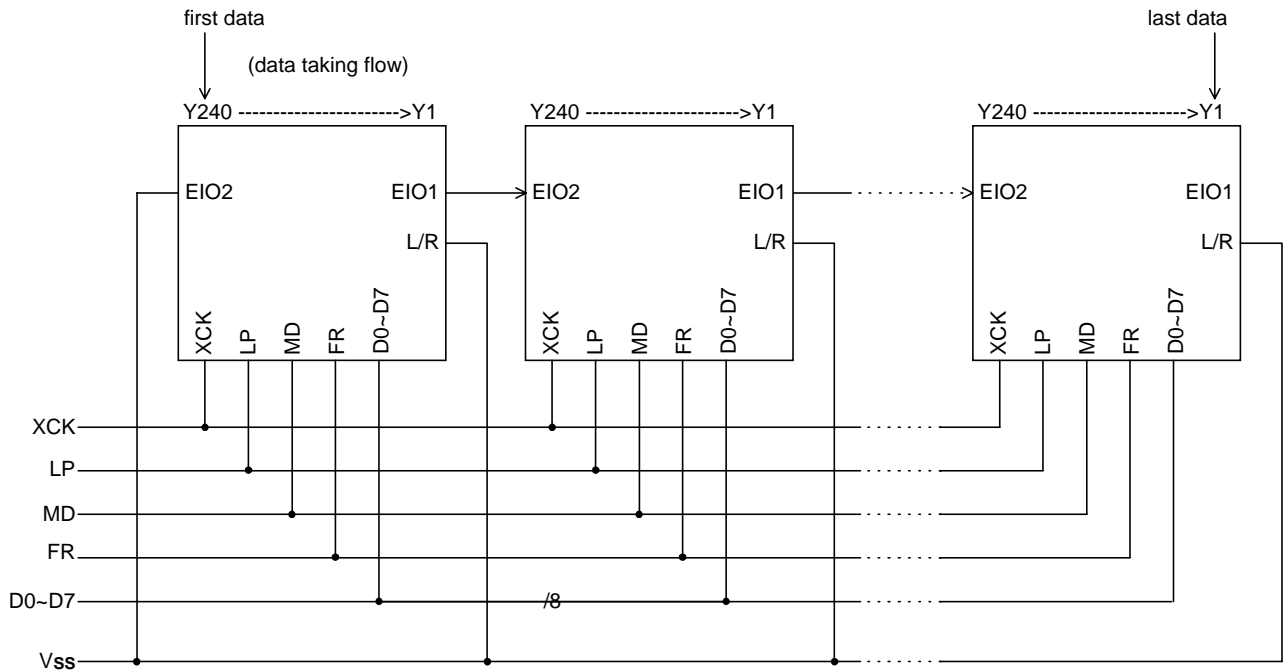 first data
last data
(data taking flow)
Y240 ----------------------->Y1
Y240 ----------------------->Y1
Y240 ----------------------->Y1
EIO2
EIO1
EIO2
EIO1
EIO2
EIO1
L/R
L/R
L/R
XCK
LP
MD
FR
D0~D7
XCK
LP
MD
FR
D0~D7
XCK
LP
MD
FR
D0~D7
XCK
LP
MD
FR
D0~D7
/8
Vss